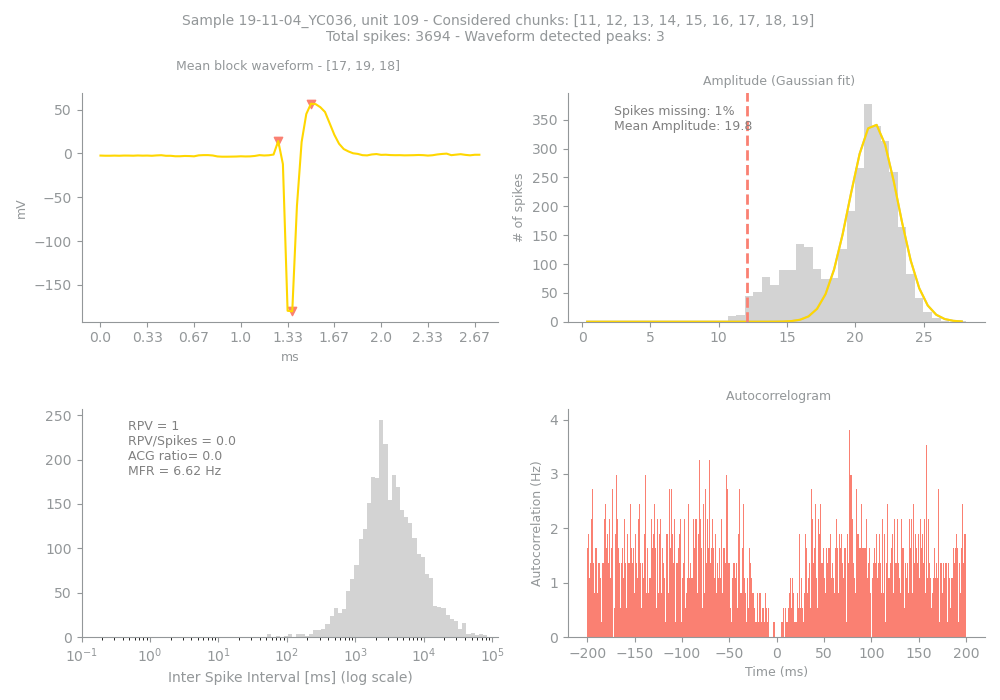 Sample 19-11-04_YC036, unit 109 - Considered chunks: [11, 12, 13, 14, 15, 16, 17, 18, 19]
Total spikes: 3694 - Waveform detected peaks: 3
Mean block waveform - [17, 19, 18]
50
0
−50
−100
−150
mV
0.0 0.33 0.67 1.0 1.33 1.67 2.0 2.33 2.67
ms
Amplitude (Gaussian fit)
Spikes missing: 1%
Mean Amplitude: 19.8
350
300
250
200
150
100
50
0
# of spikes
0 5 10 15 20 25
RPV = 1
RPV/Spikes = 0.0
ACG ratio= 0.0
MFR = 6.62 Hz
250
200
150
100
50
0
10⁻¹ 10⁰ 10¹ 10² 10³ 10⁴ 10⁵
Inter Spike Interval [ms] (log scale)
Autocorrelogram
4
3
2
1
0
Autocorrelation (Hz)
−200 −150 −100 −50 0 50 100 150 200
Time (ms)